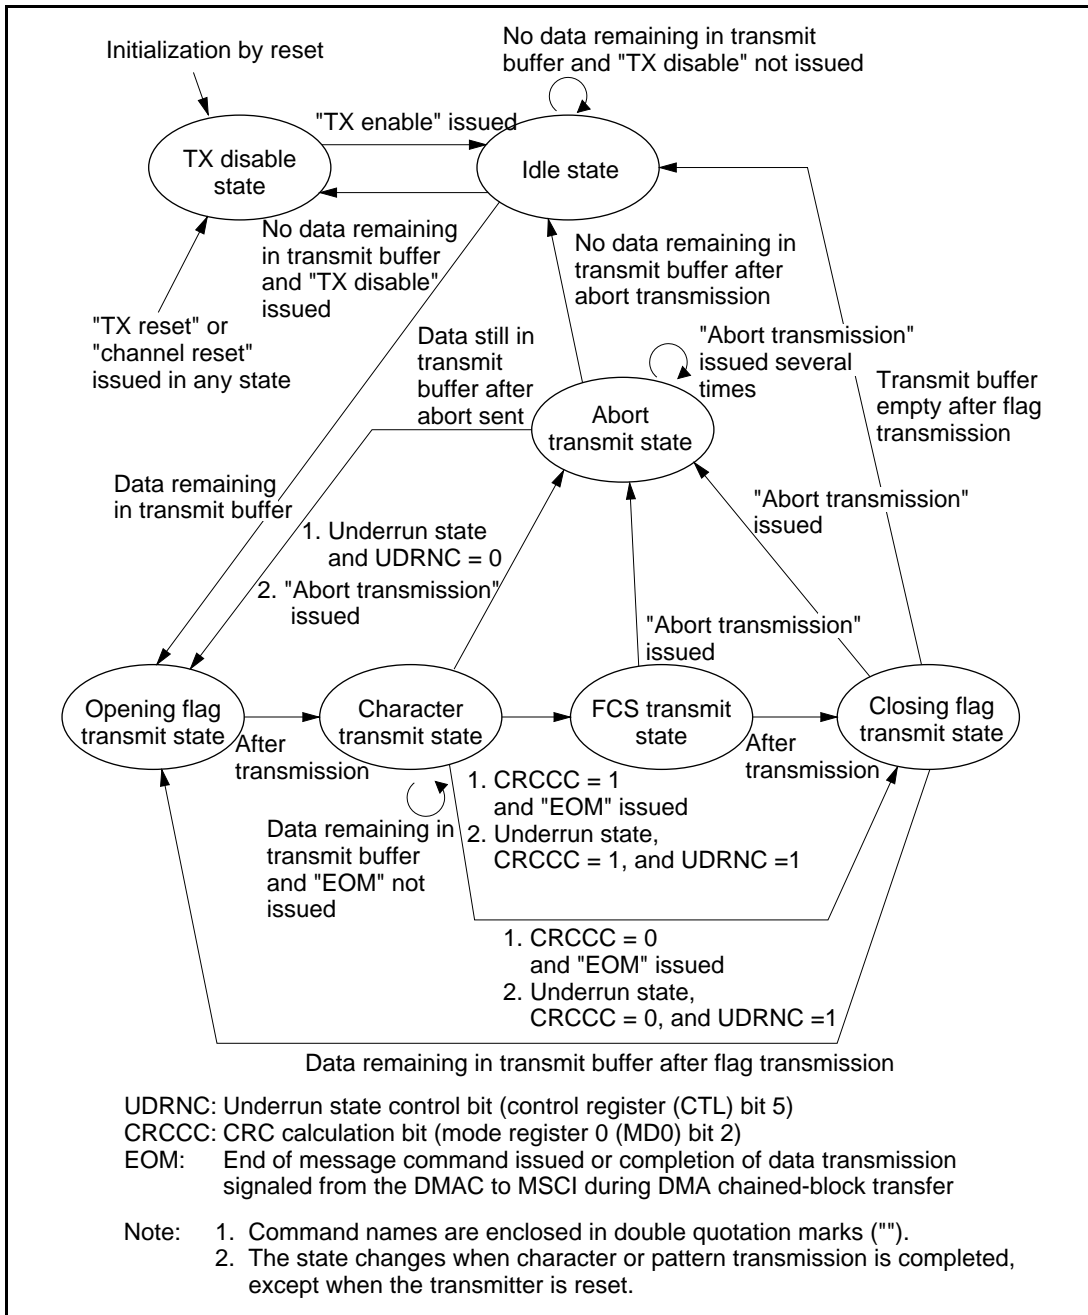 Initialization by reset
No data remaining in transmit
buffer and "TX disable" not issued
"TX enable" issued
TX disable
state
Idle state
No data remaining
in transmit buffer
and "TX disable"
issued
No data remaining in
transmit buffer after
abort transmission
"TX reset" or
"channel reset"
issued in any state
Data still in
transmit
buffer after
abort sent
"Abort transmission"
issued several
times
Transmit buffer
empty after flag
transmission
Abort
transmit state
Data remaining
in transmit buffer
"Abort transmission"
issued
1. Underrun state
and UDRNC = 0
2. "Abort transmission"
issued
"Abort transmission"
issued
Opening flag
transmit state
After
transmission
Character
transmit state
FCS transmit
state
After
transmission
Closing flag
transmit state
Data remaining in
transmit buffer
and "EOM" not
issued
1. CRCCC = 1
and "EOM" issued
2. Underrun state,
CRCCC = 1, and UDRNC =1
1. CRCCC = 0
and "EOM" issued
2. Underrun state,
CRCCC = 0, and UDRNC =1
Data remaining in transmit buffer after flag transmission
UDRNC: Underrun state control bit (control register (CTL) bit 5)
CRCCC: CRC calculation bit (mode register 0 (MD0) bit 2)
EOM: End of message command issued or completion of data transmission
signaled from the DMAC to MSCI during DMA chained-block transfer
Note: 1. Command names are enclosed in double quotation marks ("").
2. The state changes when character or pattern transmission is completed,
except when the transmitter is reset.